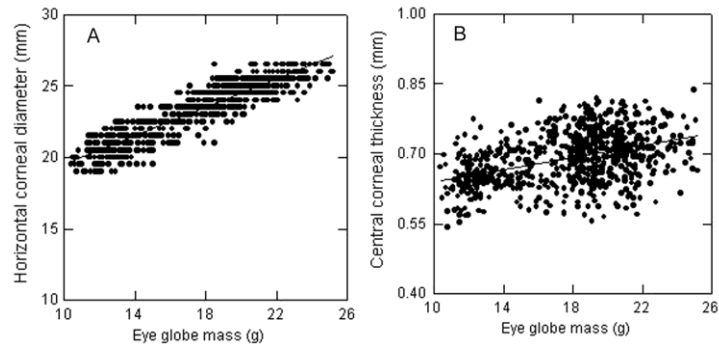 A
Horizontal corneal diameter (mm)
30
25
20
15
10
10 14 18 22 26
Eye globe mass (g)
B
Central corneal thickness (mm)
1.00
0.85
0.70
0.55
0.40
10 14 18 22 26
Eye globe mass (g)